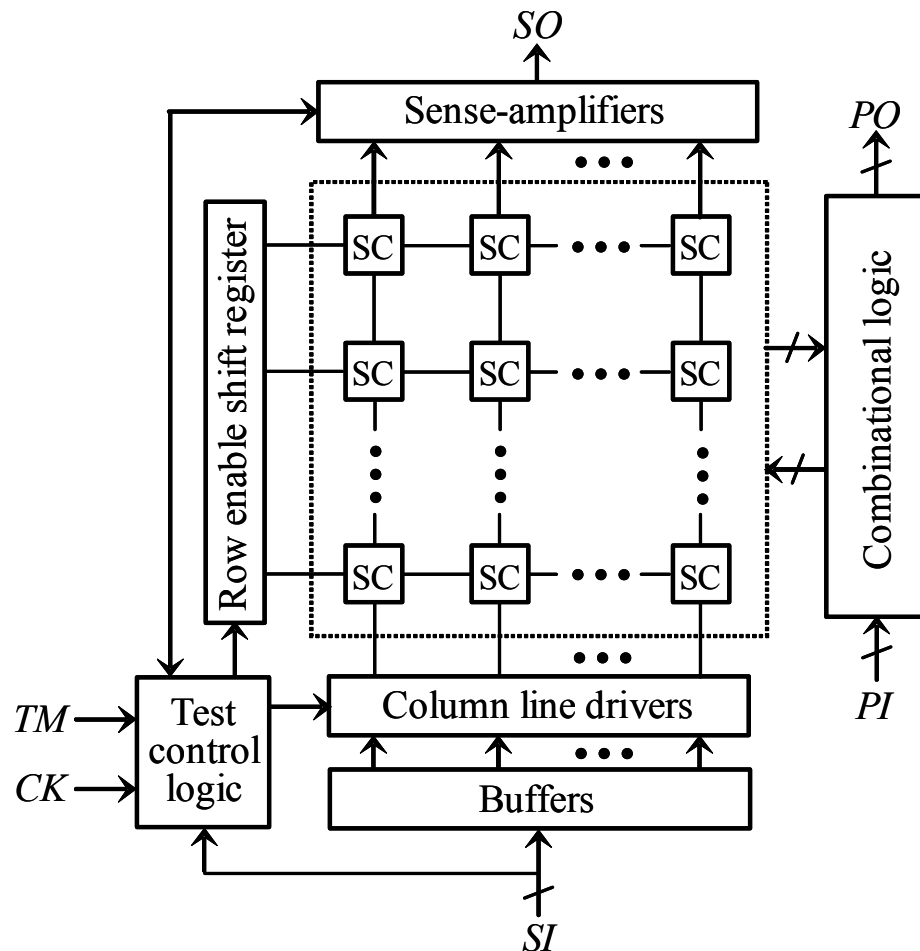 SO
Sense-amplifiers
PO
SC SC SC
Row enable shift register
SC SC SC
Combinational logic
SC SC SC
TM
Test
control
logic
Column line drivers
PI
CK
Buffers
SI